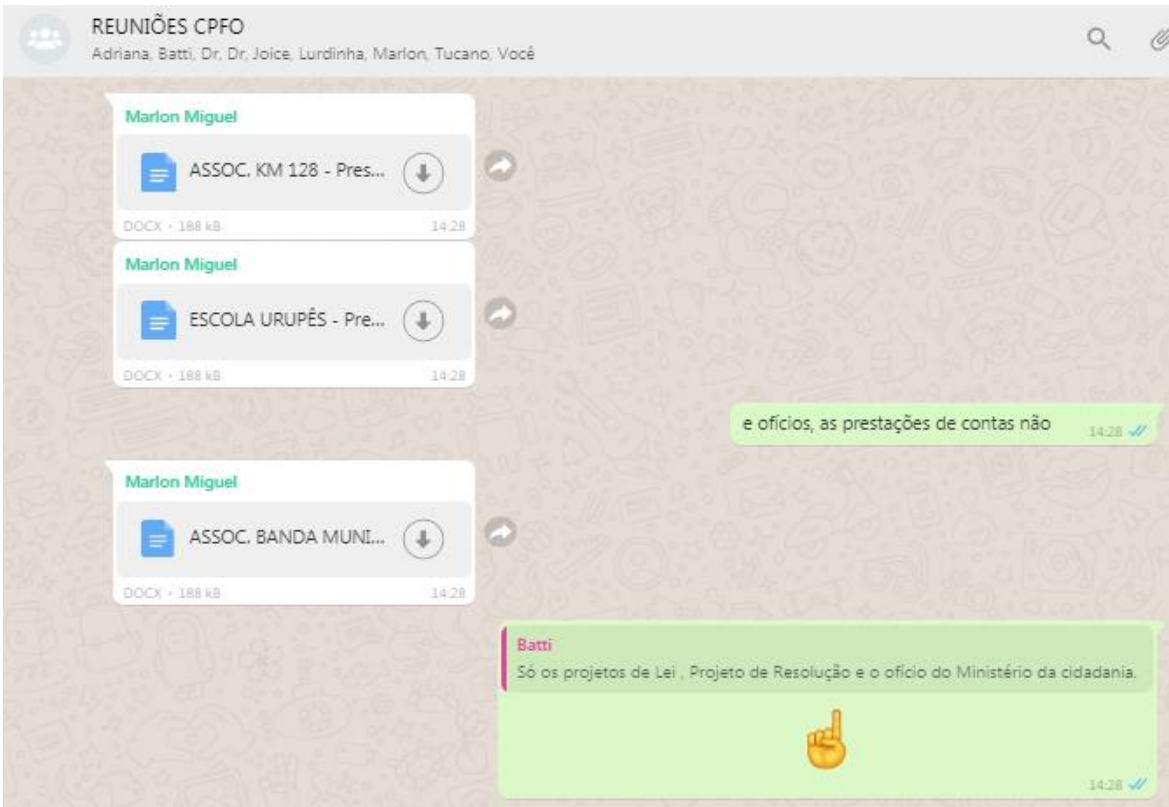 REUNIÕES CPFO
Adriana, Batti, Dr, Dr, Joice, Lurdinha, Marlon, Tucano, Você
Marlon Miguel
ASSOC. KM 128 - Pres...
DOCX • 188 kB 14:28
Marlon Miguel
ESCOLA URUPÊS - Pre...
DOCX • 188 kB 14:28
e ofícios, as prestações de contas não 14:28
Marlon Miguel
ASSOC. BANDA MUNI...
DOCX • 188 kB 14:28
Batti
Só os projetos de Lei , Projeto de Resolução e o ofício do Ministério da cidadania.
14:28